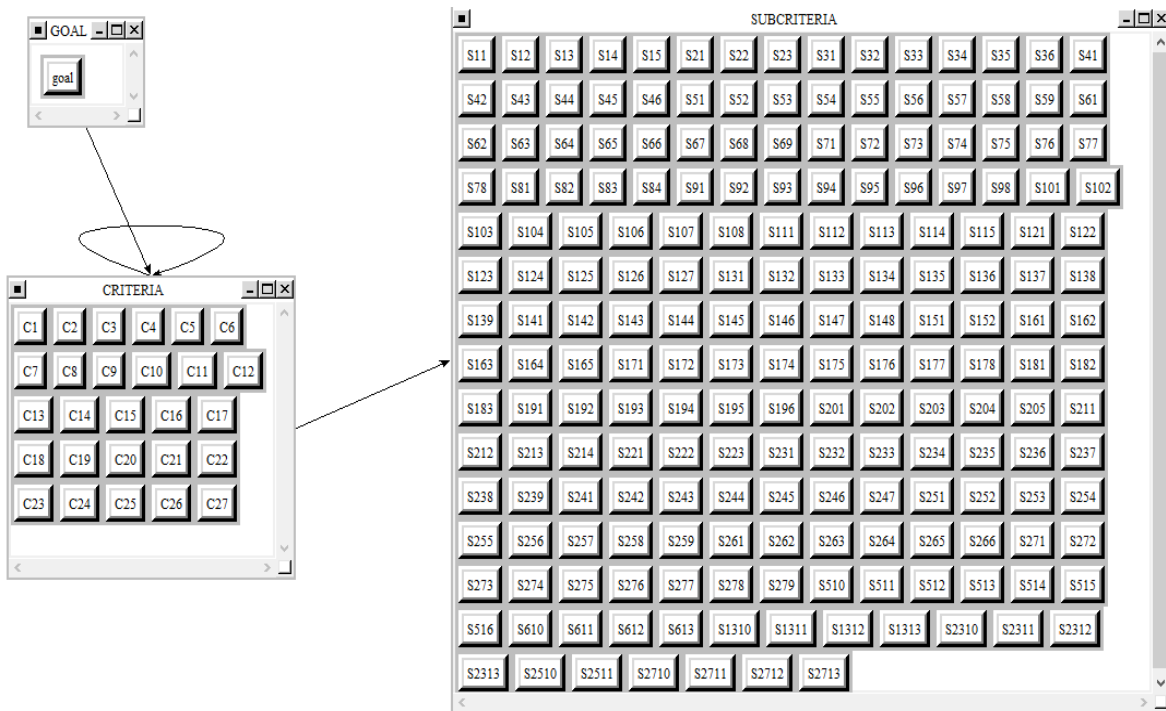 GOAL
goal
CRITERIA
C1 C2 C3 C4 C5 C6
C7 C8 C9 C10 C11 C12
C13 C14 C15 C16 C17
C18 C19 C20 C21 C22
C23 C24 C25 C26 C27
SUBCRITERIA
S11 S12 S13 S14 S15 S21 S22 S23 S31 S32 S33 S34 S35 S36 S41
S42 S43 S44 S45 S46 S51 S52 S53 S54 S55 S56 S57 S58 S59 S61
S62 S63 S64 S65 S66 S67 S68 S69 S71 S72 S73 S74 S75 S76 S77
S78 S81 S82 S83 S84 S91 S92 S93 S94 S95 S96 S97 S98 S101 S102
S103 S104 S105 S106 S107 S108 S111 S112 S113 S114 S115 S121 S122
S123 S124 S125 S126 S127 S131 S132 S133 S134 S135 S136 S137 S138
S139 S141 S142 S143 S144 S145 S146 S147 S148 S151 S152 S161 S162
S163 S164 S165 S171 S172 S173 S174 S175 S176 S177 S178 S181 S182
S183 S191 S192 S193 S194 S195 S196 S201 S202 S203 S204 S205 S211
S212 S213 S214 S221 S222 S223 S231 S232 S233 S234 S235 S236 S237
S238 S239 S241 S242 S243 S244 S245 S246 S247 S251 S252 S253 S254
S255 S256 S257 S258 S259 S261 S262 S263 S264 S265 S266 S271 S272
S273 S274 S275 S276 S277 S278 S279 S510 S511 S512 S513 S514 S515
S516 S610 S611 S612 S613 S1310 S1311 S1312 S1313 S2310 S2311 S2312
S2313 S2510 S2511 S2710 S2711 S2712 S2713